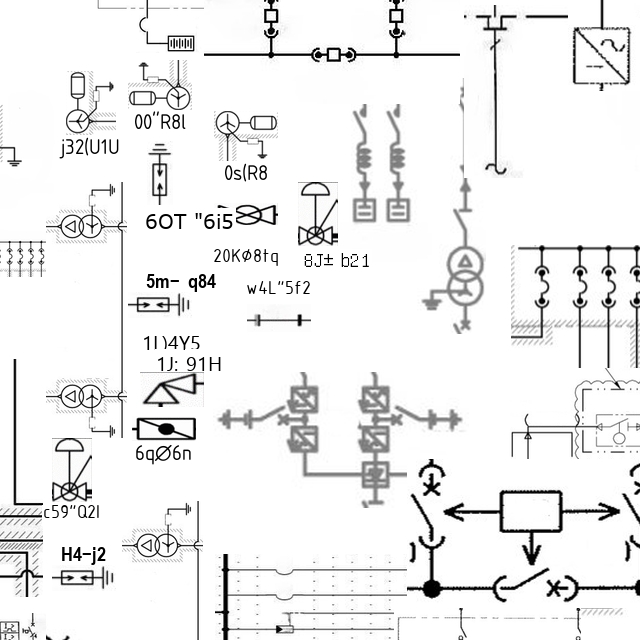 00"R8l
j32(U1U
0s(R8
6OT "6i5
20KØ8tq
8J± b21
5m- q84
w4L"5f2
1J: 91H
6qØ6n
c59"Q2l
H4-j2